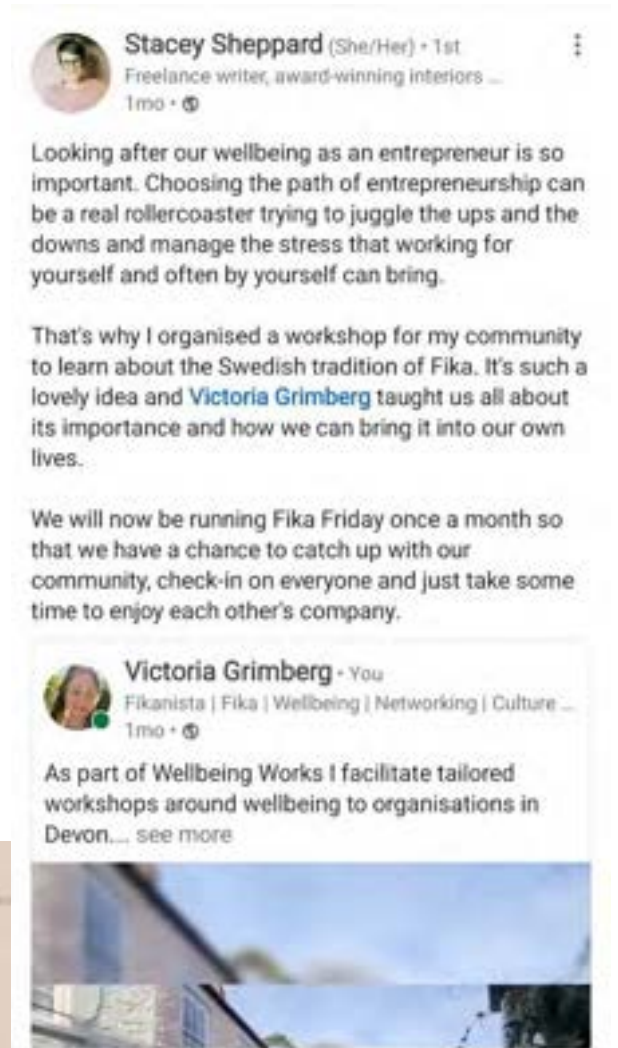 Stacey Sheppard (She/Her) • 1st
Freelance writer, award-winning interiors ...
1mo •
Looking after our wellbeing as an entrepreneur is so
important. Choosing the path of entrepreneurship can
be a real rollercoaster trying to juggle the ups and the
downs and manage the stress that working for
yourself and often by yourself can bring.
That's why I organised a workshop for my community
to learn about the Swedish tradition of Fika. It's such a
lovely idea and Victoria Grimberg taught us all about
its importance and how we can bring it into our own
lives.
We will now be running Fika Friday once a month so
that we have a chance to catch up with our
community, check-in on everyone and just take some
time to enjoy each other's company.
Victoria Grimberg • You
Fikanista | Fika | Wellbeing | Networking | Culture ...
1mo •
As part of Wellbeing Works I facilitate tailored
workshops around wellbeing to organisations in
Devon... see more